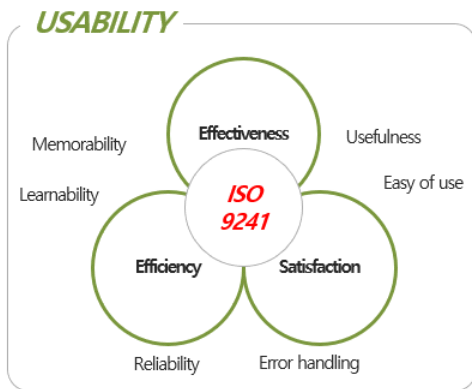 USABILITY
Effectiveness
Memorability
Usefulness
Learnability
Easy of use
ISO
9241
Efficiency
Satisfaction
Reliability
Error handling